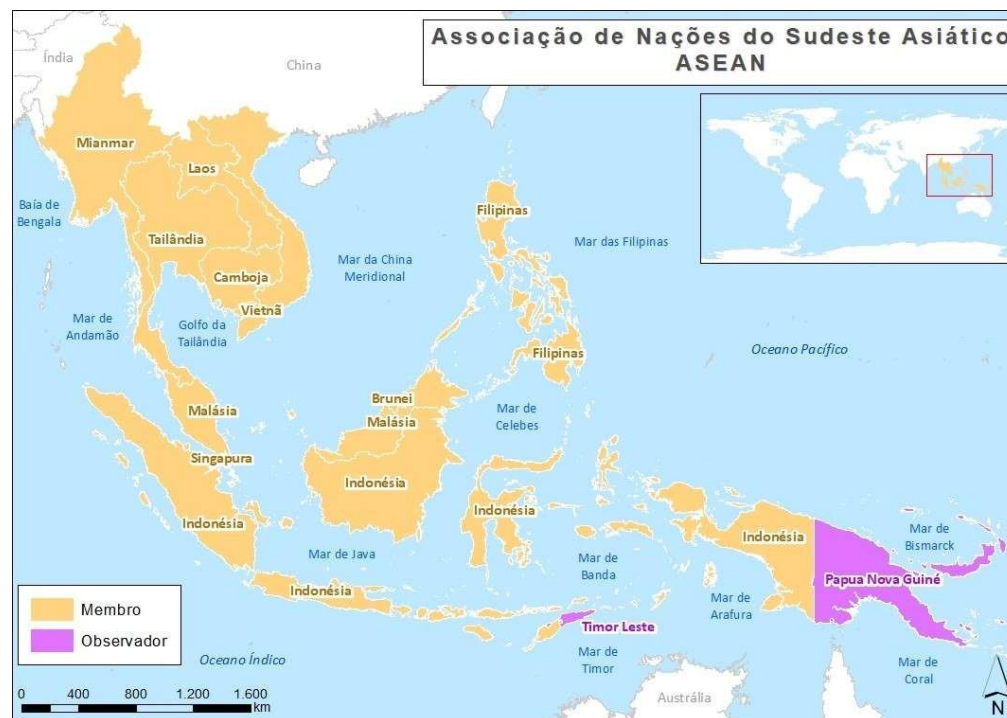 Associação de Nações do Sudeste Asiático
ASEAN
Índia
China
Mianmar
Laos
Baía de
Bengala
Tailândia
Filipinas
Mar da China
Meridional
Mar das Filipinas
Camboja
Vietnã
Mar de
Andamão
Golfo da
Tailândia
Filipinas
Oceano Pacífico
Brunei
Malásia
Malásia
Mar de
Celebes
Singapura
Indonésia
Indonésia
Indonésia
Indonésia
Mar de Java
Mar de
Banda
Mar de
Bismarck
Papua Nova Guiné
Indonésia
Mar de
Arafura
Timor Leste
Membro
Observador
Mar de
Timor
Oceano Índico
Mar de
Coral
Austrália
0 400 800 1.200 1.600
km
N